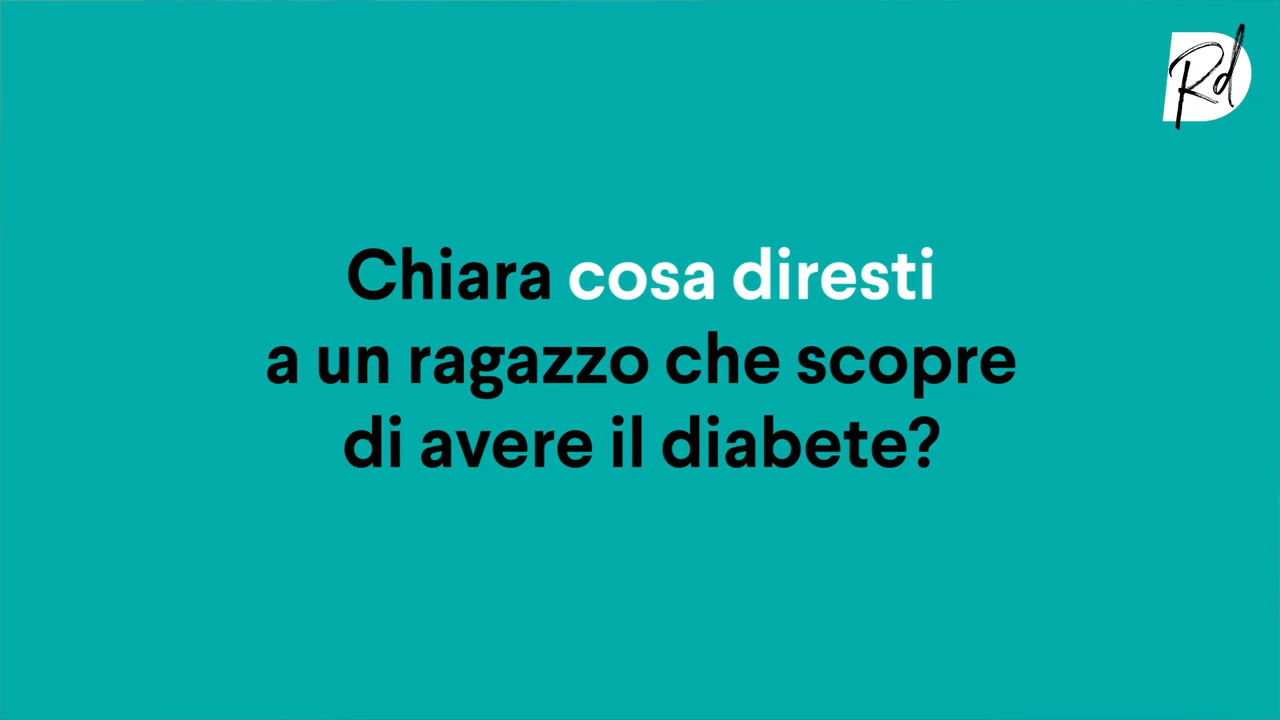 Rd
Chiara cosa diresti
a un ragazzo che scopre
di avere il diabete?